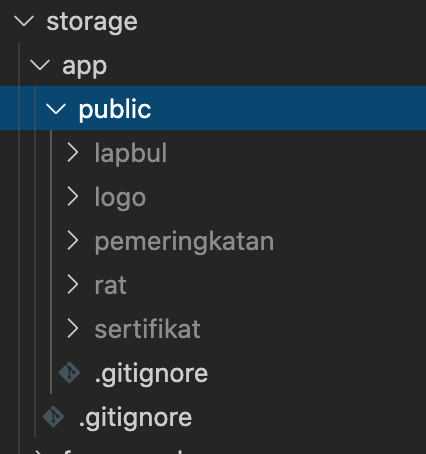 storage
app
public
lapbul
logo
pemeringkatan
rat
sertifikat
.gitignore
.gitignore